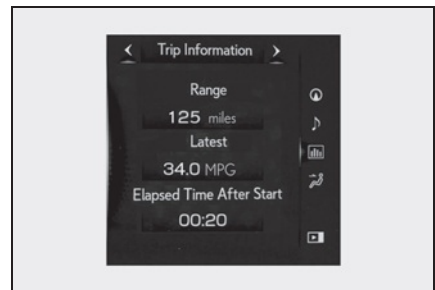 Trip Information
Range
125 miles
Latest
34.0 MPG
Elapsed Time After Start
00:20